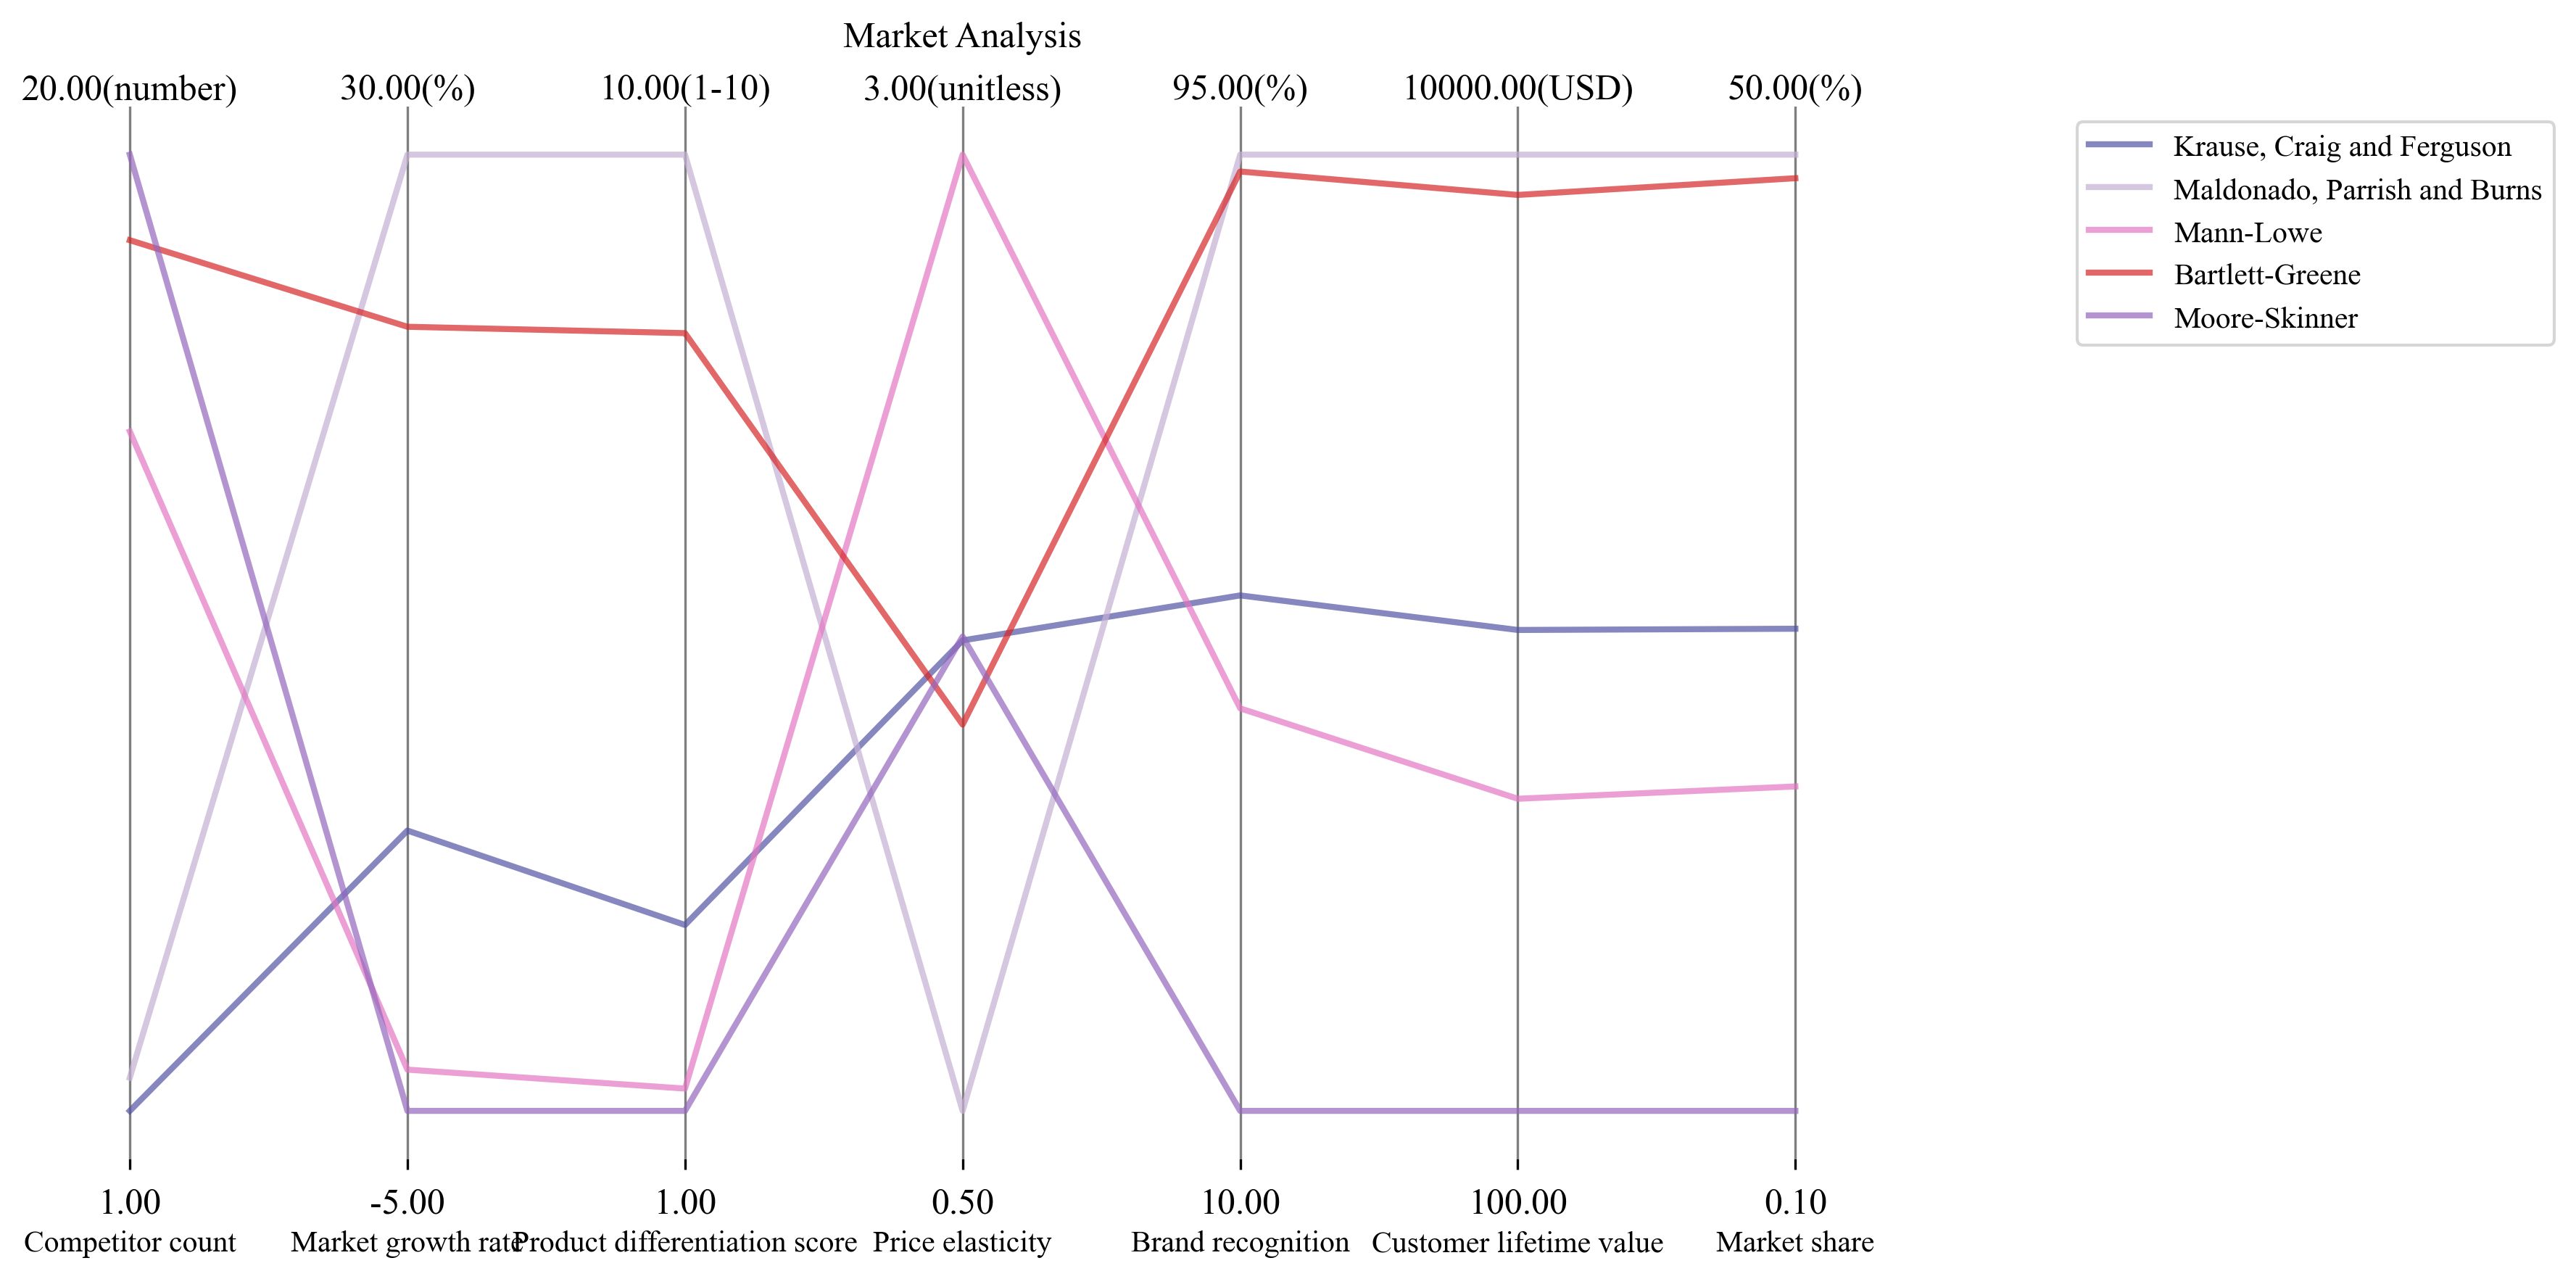 Market Analysis
20.00(number) 30.00(%) 10.00(1-10) 3.00(unitless) 95.00(%) 10000.00(USD) 50.00(%)
Krause, Craig and Ferguson
Maldonado, Parrish and Burns
Mann-Lowe
Bartlett-Greene
Moore-Skinner
1.00 -5.00 1.00 0.50 10.00 100.00 0.10
Competitor count Market growth rate Product differentiation score Price elasticity Brand recognition Customer lifetime value Market share